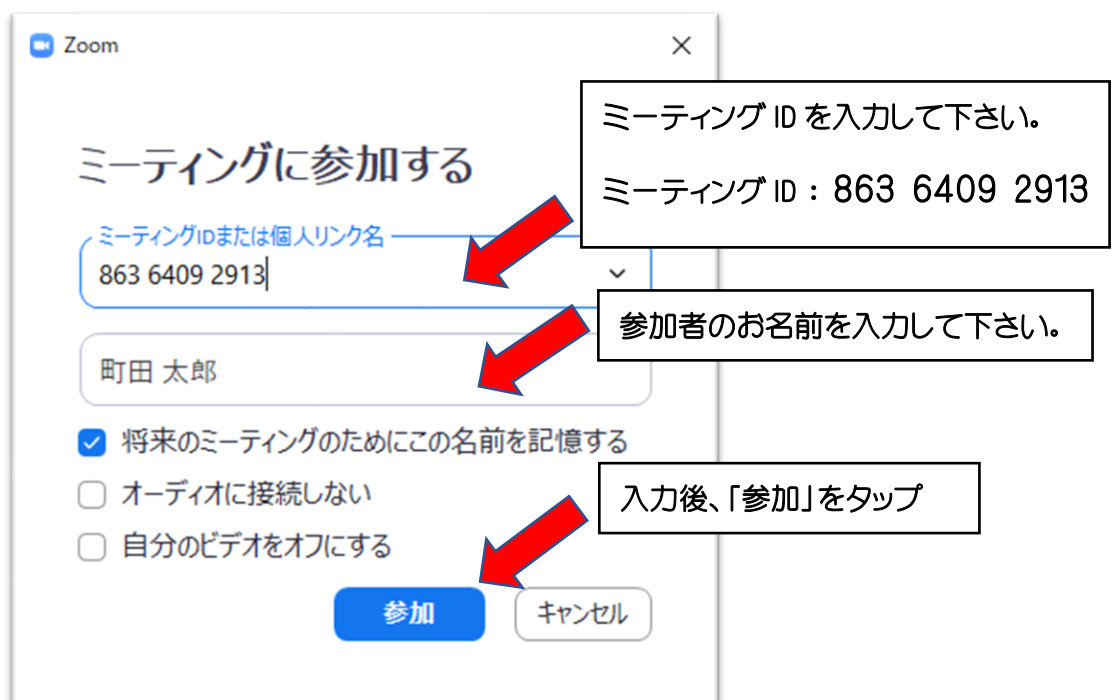 Zoom
ミーティングに参加する
ミーティングIDまたは個人リンク名
863 6409 2913
町田 太郎
将来のミーティングのためにこの名前を記憶する
オーディオに接続しない
自分のビデオをオフにする
参加
キャンセル
ミーティング ID を入力して下さい。
ミーティング ID : 863 6409 2913
参加者のお名前を入力して下さい。
入力後、「参加」をタップ